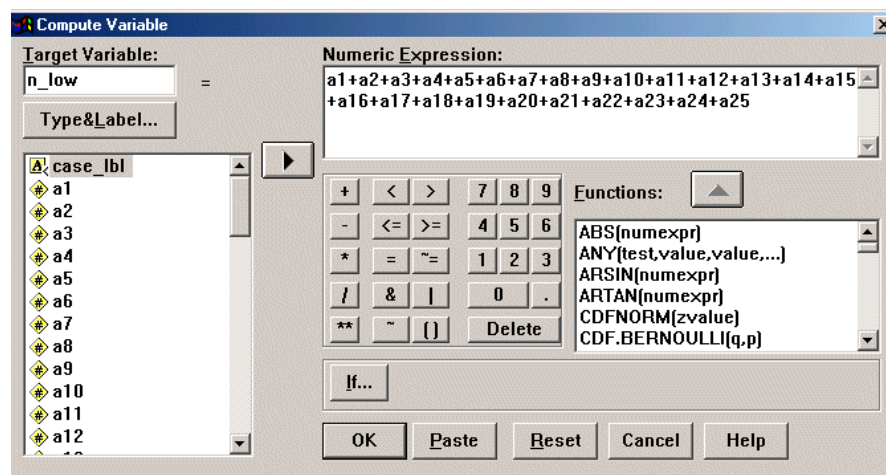 Compute Variable
Target Variable:
n_low
=
Type&Label...
Numeric Expression:
a1+a2+a3+a4+a5+a6+a7+a8+a9+a10+a11+a12+a13+a14+a15
+a16+a17+a18+a19+a20+a21+a22+a23+a24+a25
case_lbl
a1
a2
a3
a4
a5
a6
a7
a8
a9
a10
a11
a12
+ < > 7 8 9
- <= >= 4 5 6
* = ~= 1 2 3
/ & | 0 .
** ~ () Delete
Functions:
ABS(numexpr)
ANY(test,value,value,...)
ARSIN(numexpr)
ARTAN(numexpr)
CDFNORM(zvalue)
CDF.BERNOULLI(q,p)
If...
OK Paste Reset Cancel Help